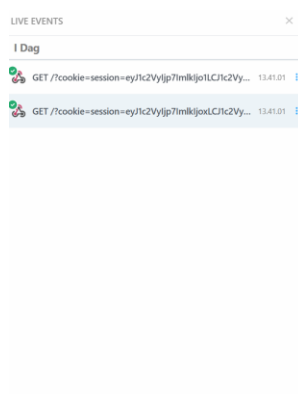 LIVE EVENTS
I Dag
GET /?cookie=session=eyJ1c2VyIjp7ImlkIjo1LCJ1c2Vy... 13.41.01
GET /?cookie=session=eyJ1c2VyIjp7ImlkIjoxLCJ1c2Vy... 13.41.01